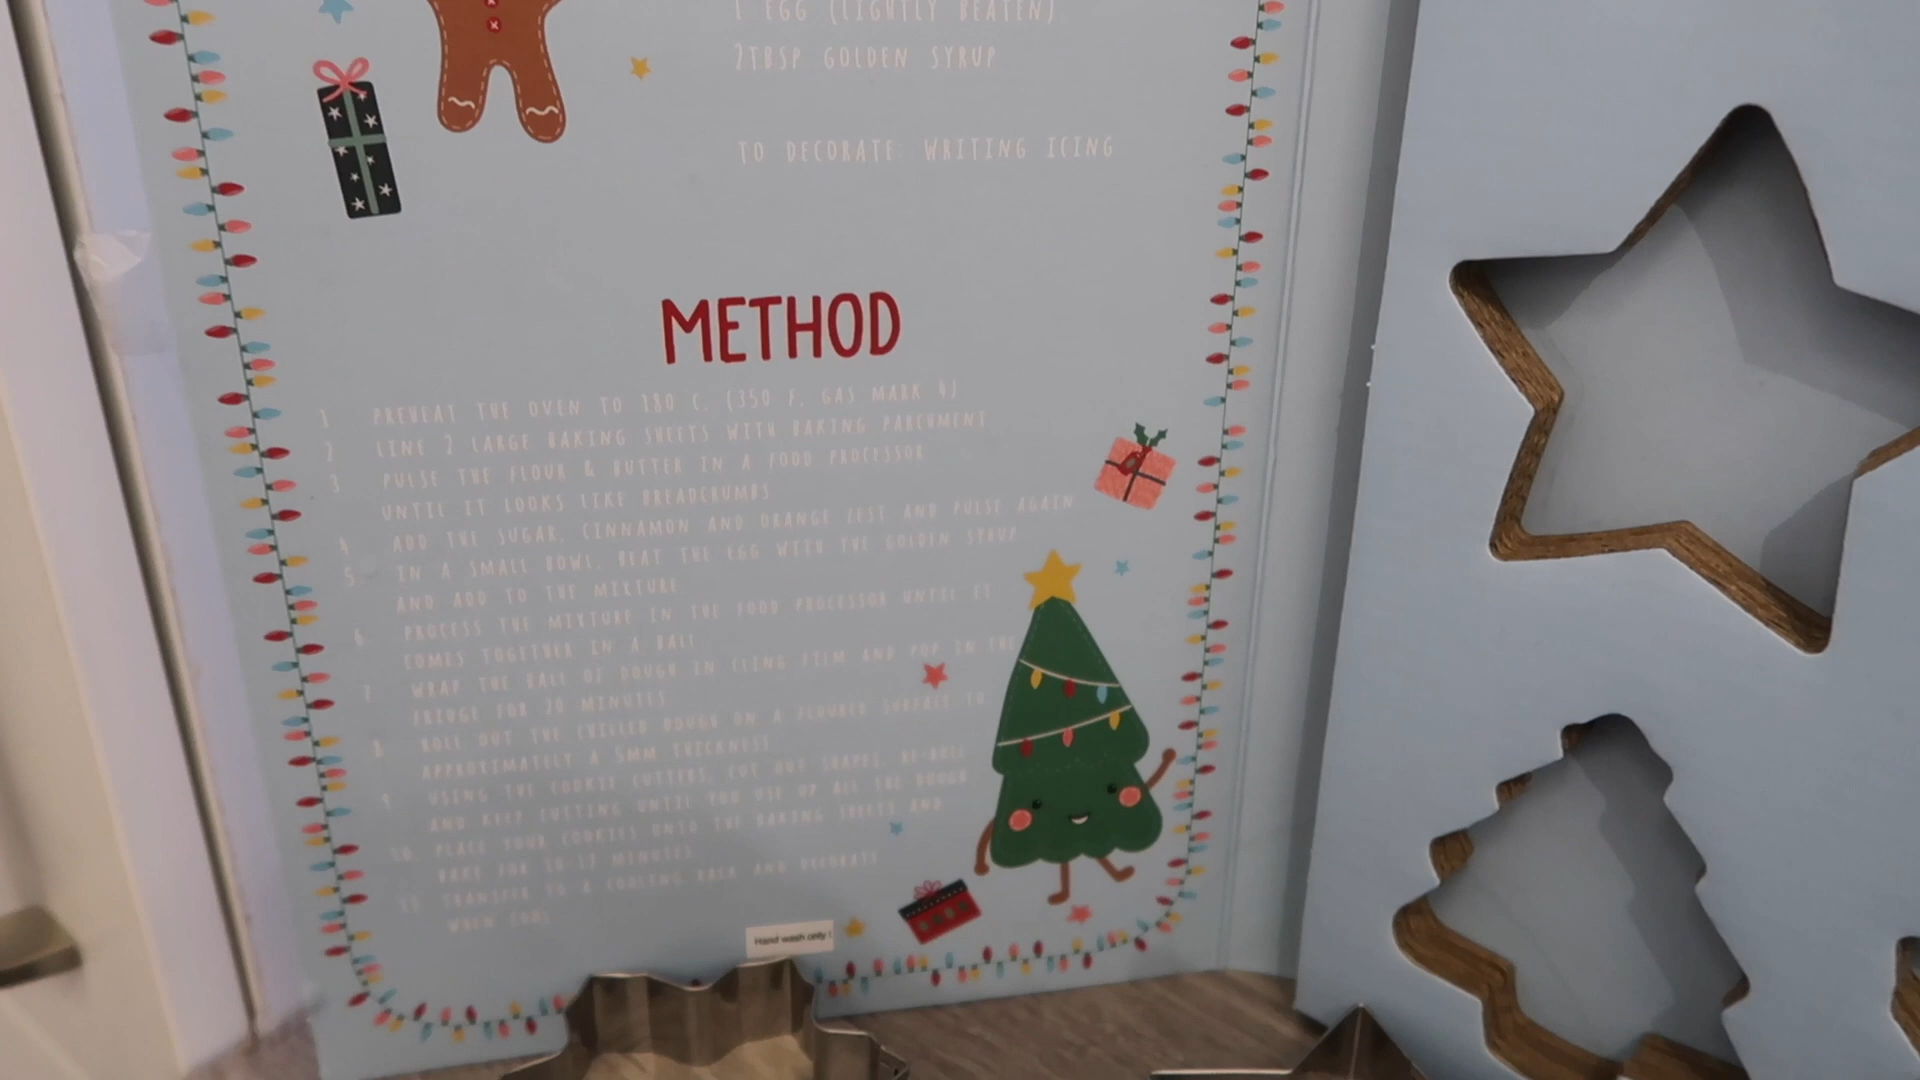 1 EGG (LIGHTLY BEATEN)
2TBSP GOLDEN SYRUP
TO DECORATE WRITING ICING
METHOD
1 PREHEAT THE OVEN TO 180 C, (350 F, GAS MARK 4)
2 LINE 2 LARGE BAKING SHEETS WITH BAKING PARCHMENT
3 PULSE THE FLOUR & BUTTER IN A FOOD PROCESSOR
UNTIL IT LOOKS LIKE BREADCRUMBS
4 ADD THE SUGAR, CINNAMON AND ORANGE ZEST AND PULSE AGAIN
5 IN A SMALL BOWL, BEAT THE EGG WITH THE GOLDEN SYRUP
AND ADD TO THE MIXTURE
6 PROCESS THE MIXTURE IN THE FOOD PROCESSOR UNTIL IT
COMES TOGETHER IN A BALL
7 WRAP THE BALL OF DOUGH IN CLING FILM AND POP IN THE
FRIDGE FOR 20 MINUTES
8 ROLL OUT THE CHILLED DOUGH ON A FLOURED SURFACE TO
APPROXIMATELY A 5MM THICKNESS
9 USING THE COOKIE CUTTERS, CUT OUT SHAPES, RE-ROLL
AND KEEP CUTTING UNTIL YOU USE UP ALL THE DOUGH
10 PLACE YOUR COOKIES ONTO THE BAKING SHEETS AND
BAKE FOR 10-12 MINUTES
11 TRANSFER TO A COOLING RACK AND DECORATE
WHEN COOL
Hand wash only!